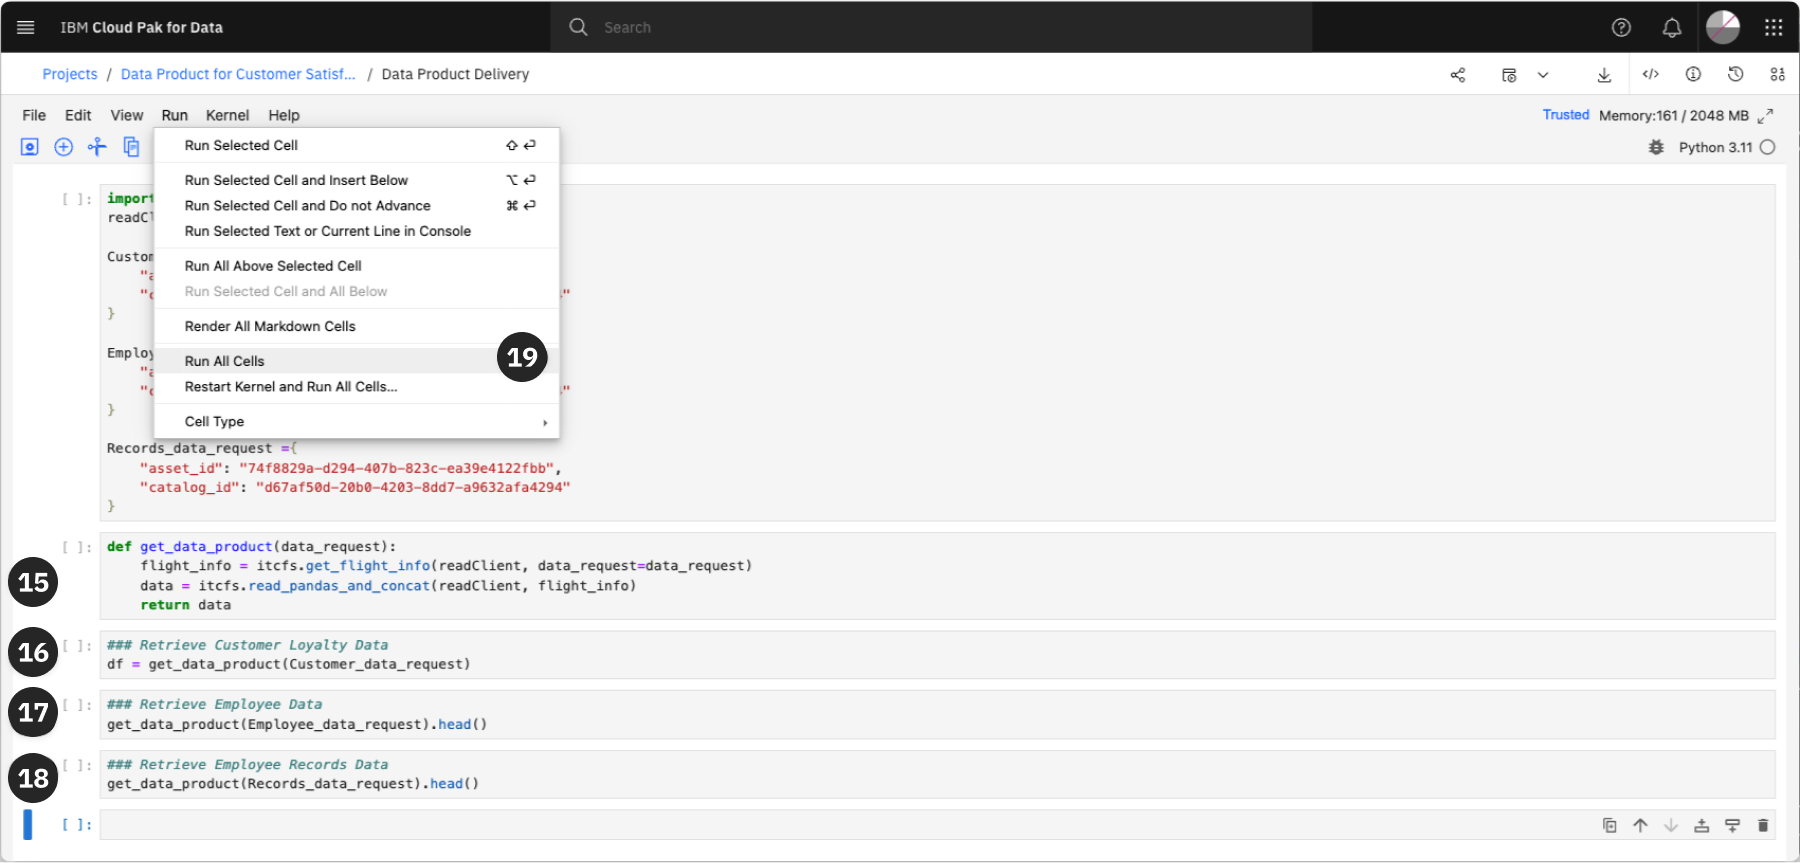 IBM Cloud Pak for Data
Search
Projects / Data Product for Customer Satisf... / Data Product Delivery
File Edit View Run Kernel Help
Trusted Memory:161 / 2048 MB
Python 3.11
Run Selected Cell ⇧ ⏎
Run Selected Cell and Insert Below ⌥ ⏎
Run Selected Cell and Do not Advance ⌘ ⏎
Run Selected Text or Current Line in Console
Run All Above Selected Cell
Run Selected Cell and All Below
Render All Markdown Cells
Run All Cells
19
Restart Kernel and Run All Cells...
Cell Type
[ ]: import
readCl
Custom
"a
"c "
}
Employ
"a
"c "
}
Records_data_request ={
"asset_id": "74f8829a-d294-407b-823c-ea39e4122fbb",
"catalog_id": "d67af50d-20b0-4203-8dd7-a9632afa4294"
}
15
[ ]: def get_data_product(data_request):
flight_info = itcfs.get_flight_info(readClient, data_request=data_request)
data = itcfs.read_pandas_and_concat(readClient, flight_info)
return data
16
[ ]: ### Retrieve Customer Loyalty Data
df = get_data_product(Customer_data_request)
17
[ ]: ### Retrieve Employee Data
get_data_product(Employee_data_request).head()
18
[ ]: ### Retrieve Employee Records Data
get_data_product(Records_data_request).head()
[ ]: